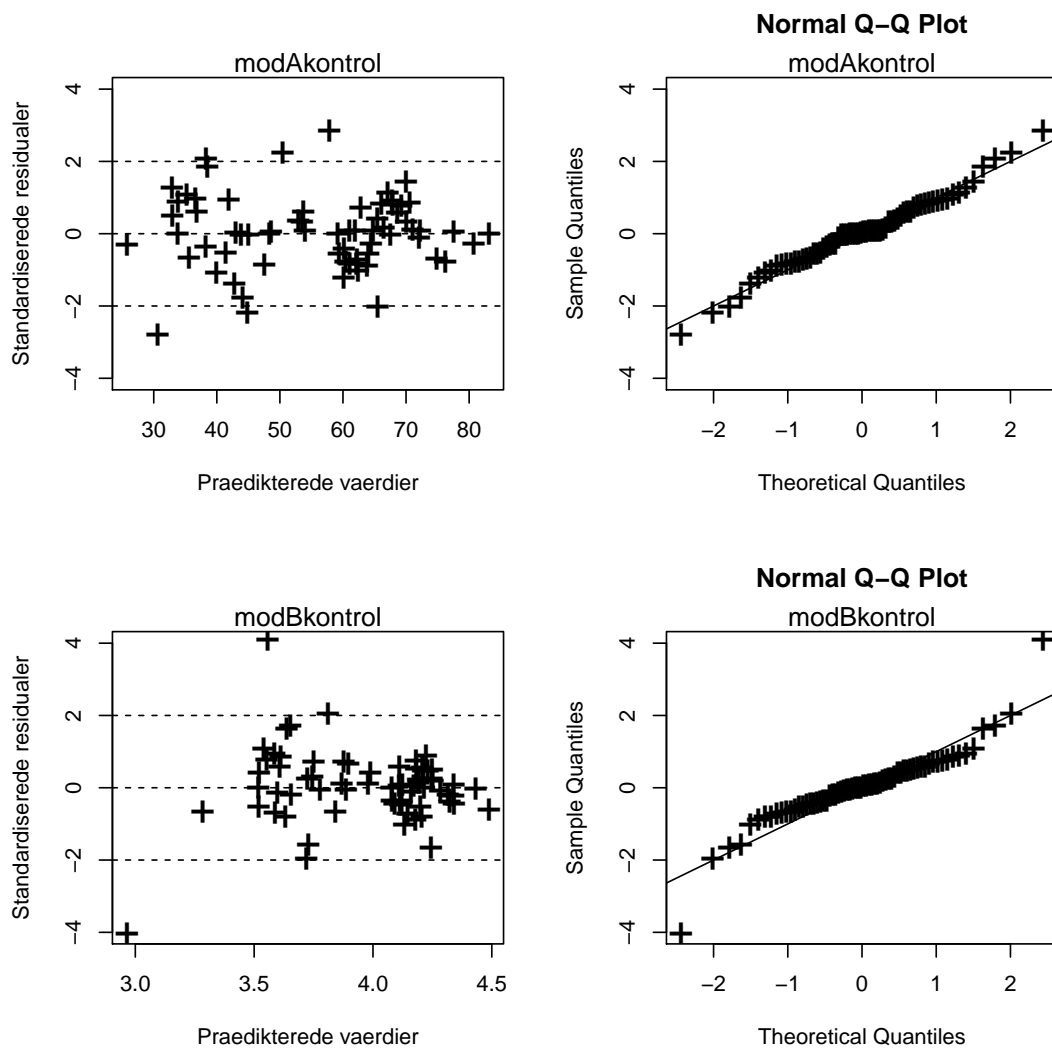 modAkontrol
Standardiserede residualer
4
2
0
−2
−4
30 40 50 60 70 80
Praedikterede vaerdier
Normal Q−Q Plot
modAkontrol
Sample Quantiles
4
2
0
−2
−4
−2 −1 0 1 2
Theoretical Quantiles
modBkontrol
Standardiserede residualer
4
2
0
−2
−4
3.0 3.5 4.0 4.5
Praedikterede vaerdier
Normal Q−Q Plot
modBkontrol
Sample Quantiles
4
2
0
−2
−4
−2 −1 0 1 2
Theoretical Quantiles